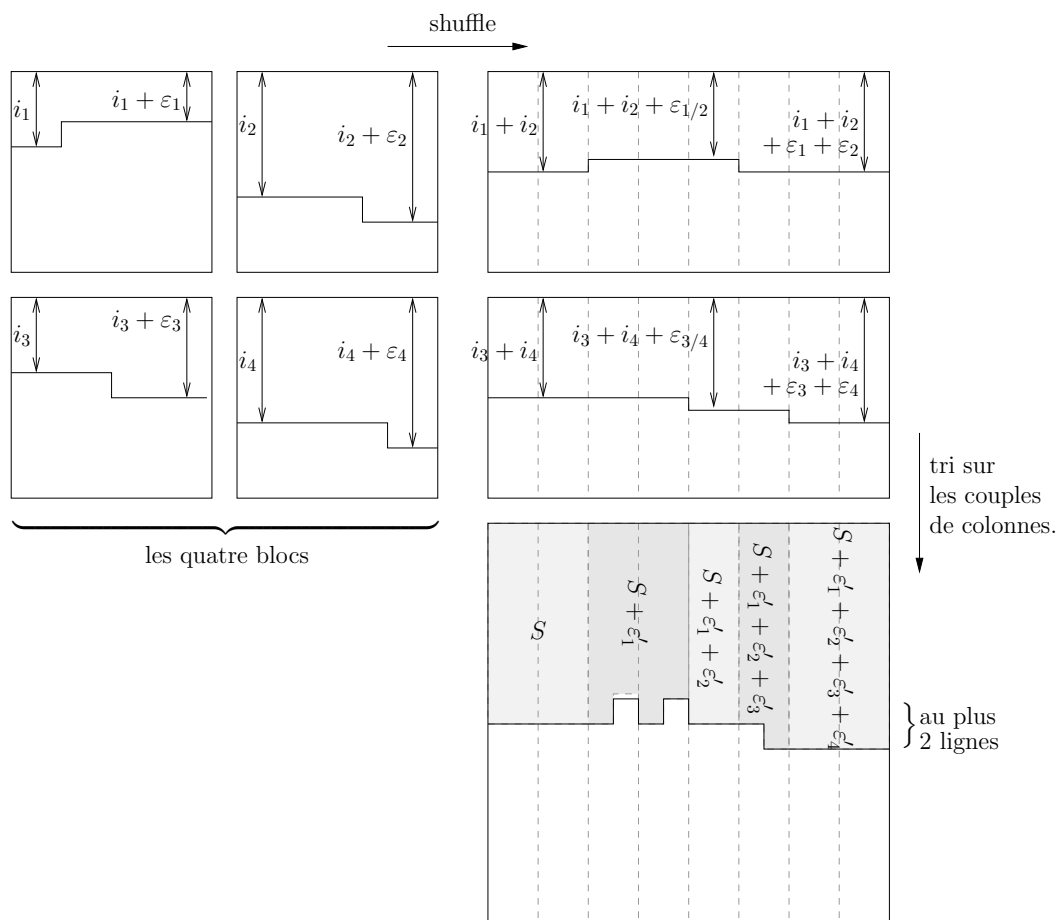 shuffle
i₁
i₁ + ε₁
i₂
i₂ + ε₂
i₁ + i₂
i₁ + i₂ + ε₁/₂
i₁ + i₂
+ ε₁ + ε₂
i₃
i₃ + ε₃
i₄
i₄ + ε₄
i₃ + i₄
i₃ + i₄ + ε₃/₄
i₃ + i₄
+ ε₃ + ε₄
tri sur
les couples
de colonnes.
les quatre blocs
S
S + ε′₁
S + ε′₁ + ε′₂
S + ε′₁ + ε′₂ + ε′₃
S + ε′₁ + ε′₂ + ε′₃ + ε′₄
au plus
2 lignes